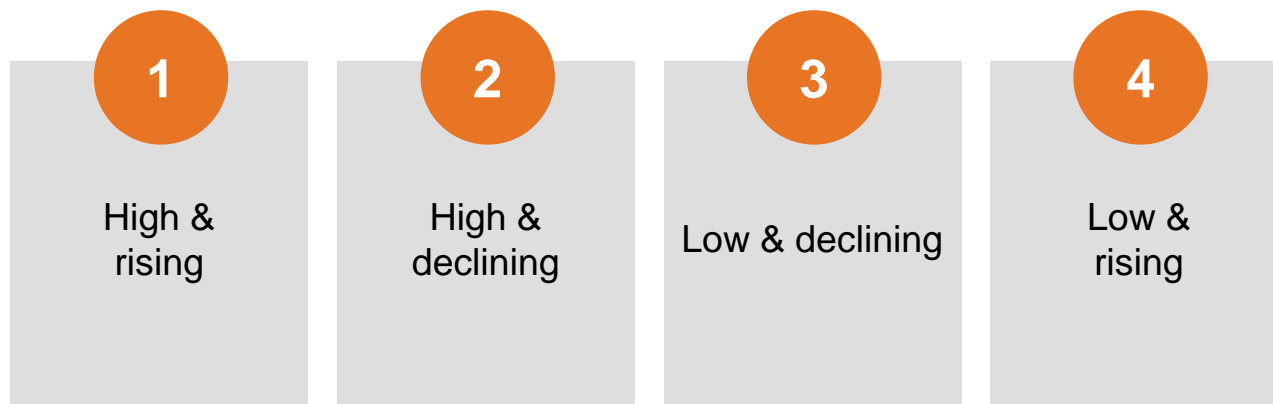 1
High &
rising
2
High &
declining
3
Low & declining
4
Low &
rising